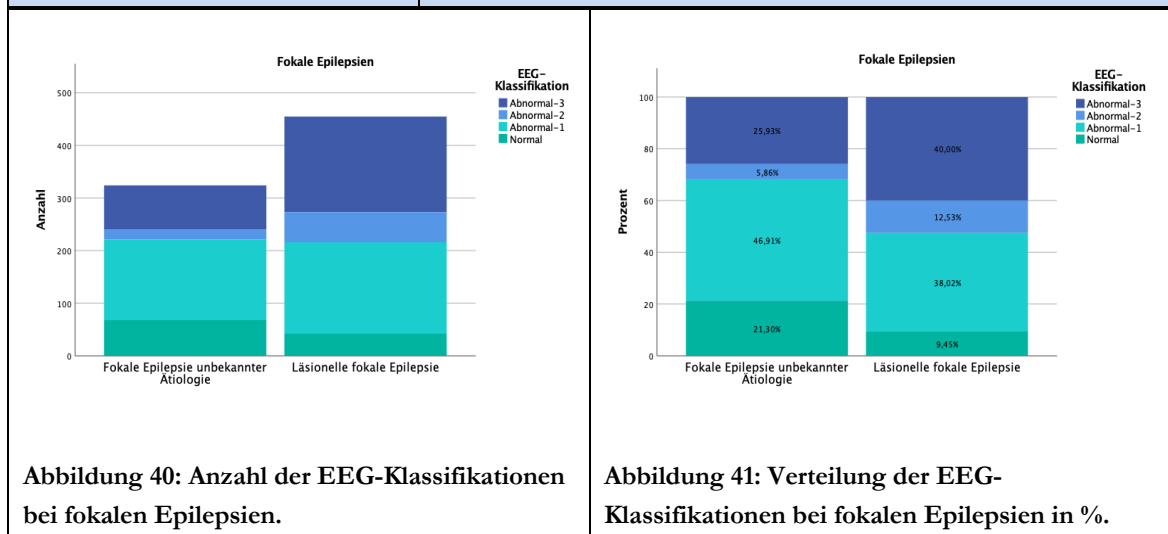 Fokale Epilepsien
EEG-
Klassifikation
Abnormal-3
Abnormal-2
Abnormal-1
Normal
500
400
300
200
100
0
Anzahl
Fokale Epilepsie unbekannter
Ätiologie
Läsionelle fokale Epilepsie
Abbildung 40: Anzahl der EEG-Klassifikationen
bei fokalen Epilepsien.
Fokale Epilepsien
EEG-
Klassifikation
Abnormal-3
Abnormal-2
Abnormal-1
Normal
100
80
60
40
20
0
Prozent
25,93%
5,86%
46,91%
21,30%
40,00%
12,53%
38,02%
9,45%
Fokale Epilepsie unbekannter
Ätiologie
Läsionelle fokale Epilepsie
Abbildung 41: Verteilung der EEG-
Klassifikationen bei fokalen Epilepsien in %.